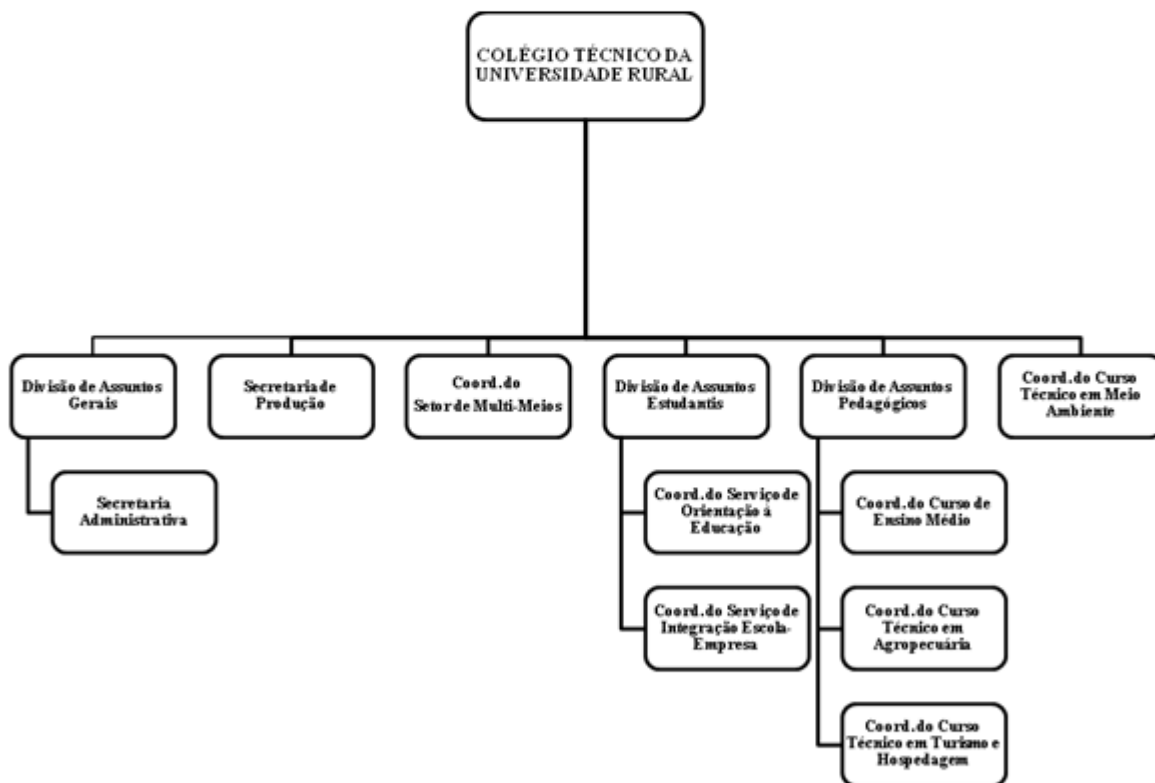 COLÉGIO TÉCNICO DA
UNIVERSIDADE RURAL
Divisão de Assuntos
Gerais
Secretaria de
Produção
Coord. do
Setor de Multi-Meios
Divisão de Assuntos
Estudantis
Divisão de Assuntos
Pedagógicos
Coord. do Curso
Técnico em Meio
Ambiente
Secretaria
Administrativa
Coord. do Serviço de
Orientação à
Educação
Coord. do Curso de
Ensino Médio
Coord. do Serviço de
Integração Escola-
Empresa
Coord. do Curso
Técnico em
Agropecuária
Coord. do Curso
Técnico em Turismo e
Hospedagem